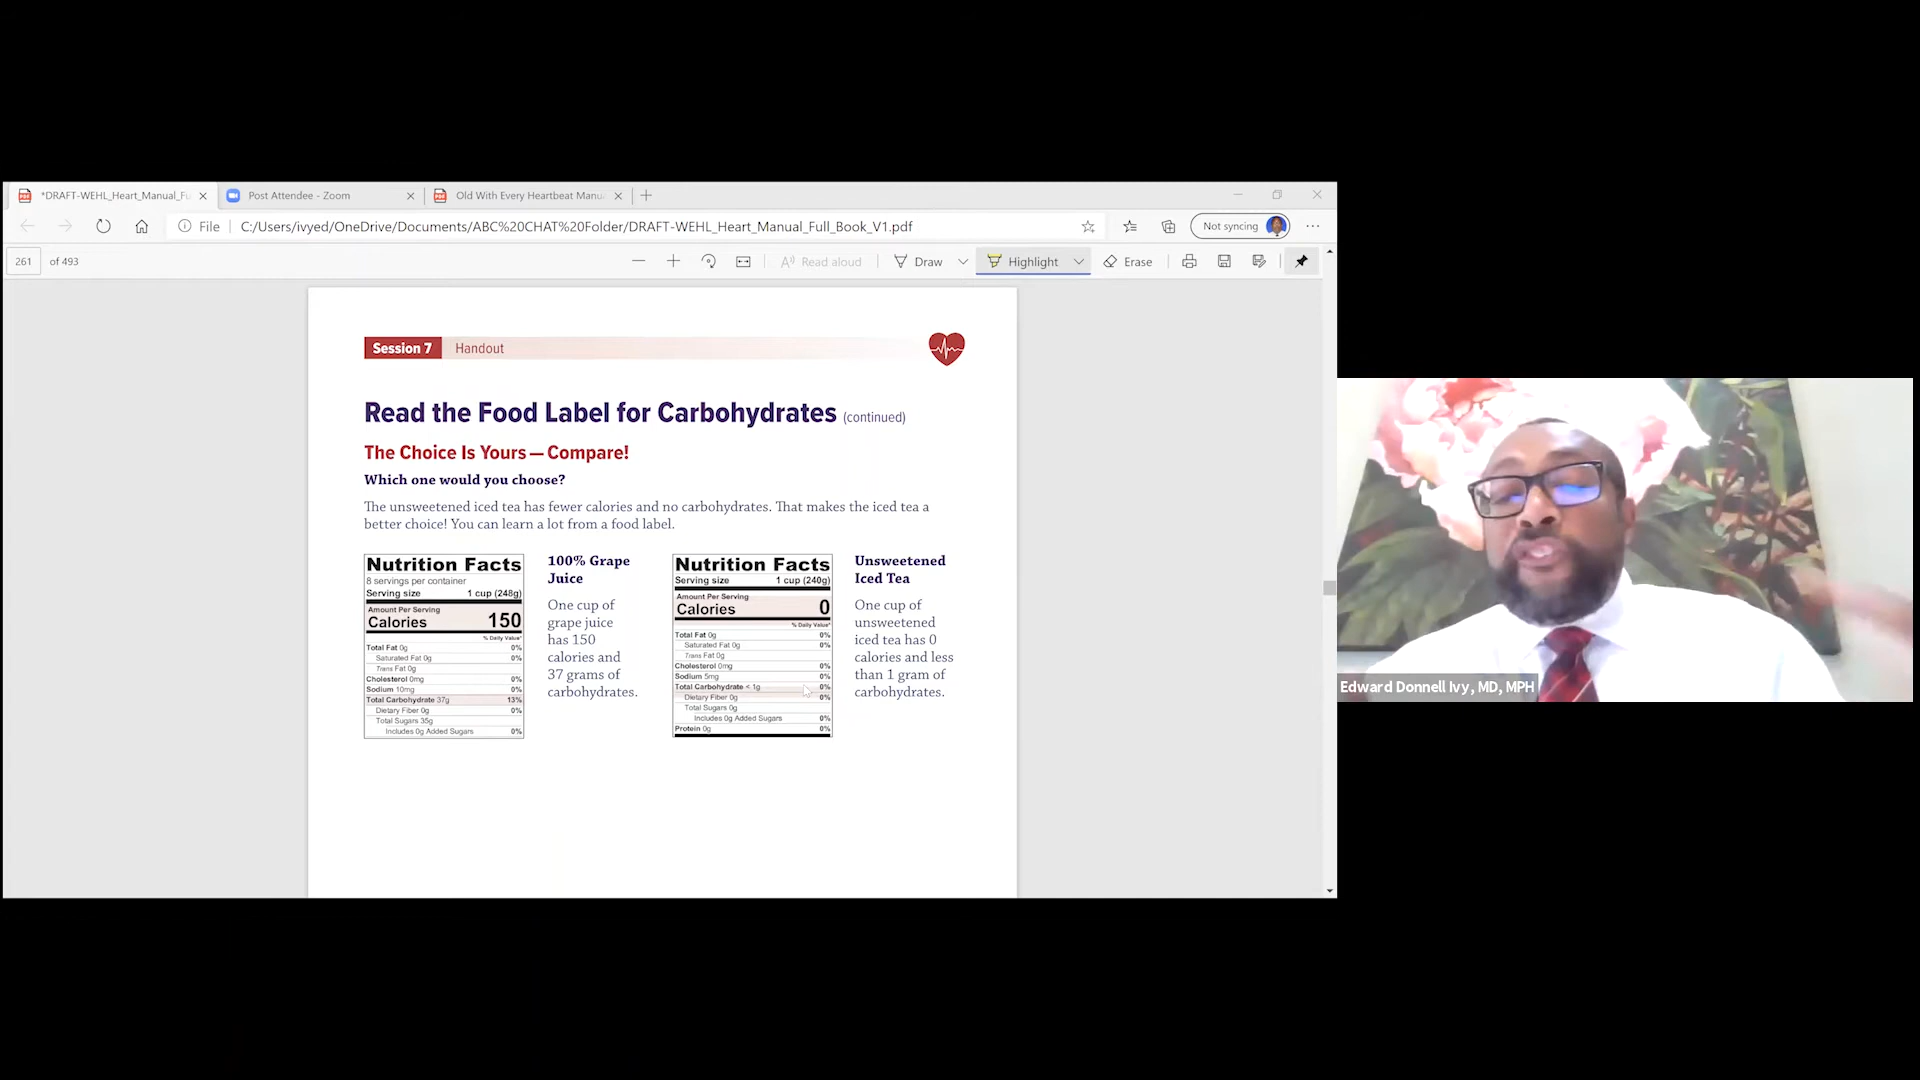 *DRAFT-WEHL_Heart_Manual_Fu
Post Attendee - Zoom
Old With Every Heartbeat Manua
File
C:/Users/ivyed/OneDrive/Documents/ABC%20CHAT%20Folder/DRAFT-WEHL_Heart_Manual_Full_Book_V1.pdf
Not syncing
261 of 493
Read aloud
Draw
Highlight
Erase
Session 7 Handout
Read the Food Label for Carbohydrates (continued)
The Choice Is Yours — Compare!
Which one would you choose?
The unsweetened iced tea has fewer calories and no carbohydrates. That makes the iced tea a
better choice! You can learn a lot from a food label.
Nutrition Facts
8 servings per container
Serving size 1 cup (248g)
Amount Per Serving
Calories 150
% Daily Value*
Total Fat 0g 0%
Saturated Fat 0g 0%
Trans Fat 0g
Cholesterol 0mg 0%
Sodium 10mg 0%
Total Carbohydrate 37g 13%
Dietary Fiber 0g 0%
Total Sugars 35g
Includes 0g Added Sugars 0%
100% Grape
Juice
One cup of
grape juice
has 150
calories and
37 grams of
carbohydrates.
Nutrition Facts
Serving size 1 cup (240g)
Amount Per Serving
Calories 0
% Daily Value*
Total Fat 0g 0%
Saturated Fat 0g 0%
Trans Fat 0g
Cholesterol 0mg 0%
Sodium 5mg 0%
Total Carbohydrate < 1g 0%
Dietary Fiber 0g 0%
Total Sugars 0g
Includes 0g Added Sugars 0%
Protein 0g 0%
Unsweetened
Iced Tea
One cup of
unsweetened
iced tea has 0
calories and less
than 1 gram of
carbohydrates.
Edward Donnell Ivy, MD, MPH